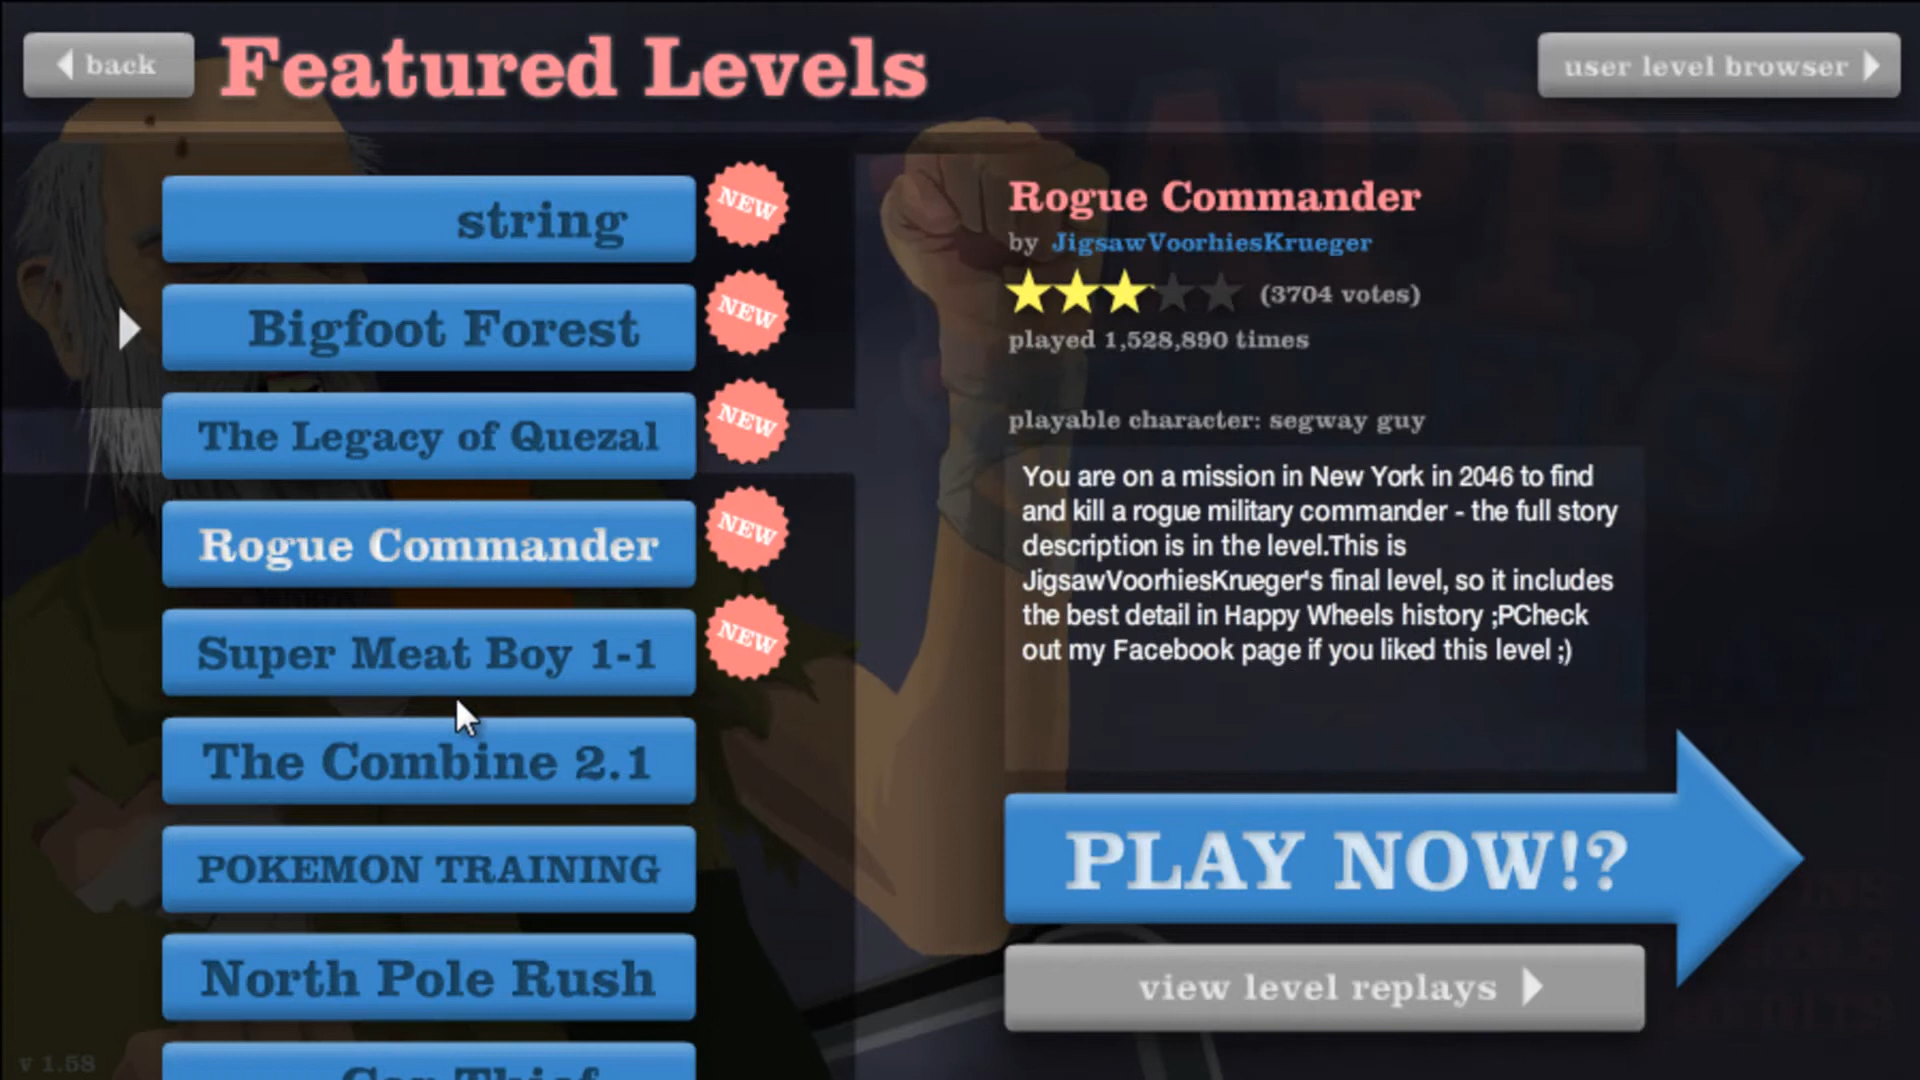 back
Featured Levels
user level browser
string
NEW
Bigfoot Forest
NEW
The Legacy of Quezal
NEW
Rogue Commander
NEW
Super Meat Boy 1-1
NEW
The Combine 2.1
POKEMON TRAINING
North Pole Rush
Car Thief
v 1.58
Rogue Commander
by JigsawVoorhiesKrueger
(3704 votes)
played 1,528,890 times
playable character: segway guy
You are on a mission in New York in 2046 to find
and kill a rogue military commander - the full story
description is in the level.This is
JigsawVoorhiesKrueger's final level, so it includes
the best detail in Happy Wheels history ;PCheck
out my Facebook page if you liked this level ;)
PLAY NOW!?
view level replays